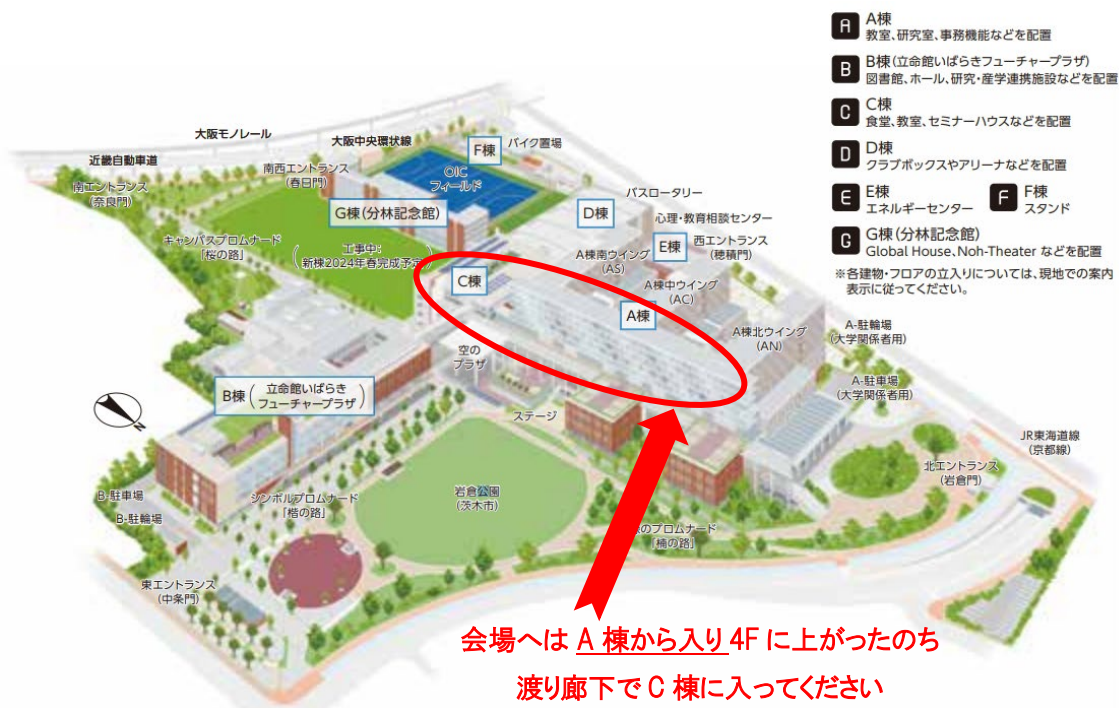 A
A棟
教室、研究室、事務機能などを配置
B
B棟(立命館いばらきフューチャープラザ)
図書館、ホール、研究・産学連携施設などを配置
C
C棟
食堂、教室、セミナーハウスなどを配置
D
D棟
クラブボックスやアリーナなどを配置
E
E棟
エネルギーセンター
F
F棟
スタンド
G
G棟(分林記念館)
Global House、Noh-Theater などを配置
※各建物・フロアの立入りについては、現地での案内
表示に従ってください。
大阪モノレール
大阪中央環状線
近畿自動車道
F棟
バイク置場
南西エントランス
(春日門)
OIC
フィールド
南エントランス
(奈良門)
バスロータリー
G棟(分林記念館)
D棟
心理・教育相談センター
キャンパスプロムナード
「桜の路」
工事中:
新棟2024年春完成予定
E棟
西エントランス
(穂積門)
A棟南ウイング
(AS)
C棟
A棟中ウイング
(AC)
A棟
A棟北ウイング
(AN)
A-駐輪場
(大学関係者用)
空の
プラザ
A-駐車場
(大学関係者用)
B棟
立命館いばらき
フューチャープラザ
N
ステージ
JR東海道線
(京都線)
北エントランス
(岩倉門)
B-駐車場
シンボルプロムナード
「楷の路」
岩倉公園
(茨木市)
B-駐輪場
のプロムナード
「楠の路」
東エントランス
(中条門)
会場へは A 棟から入り 4F に上がったのち
渡り廊下で C 棟に入ってください